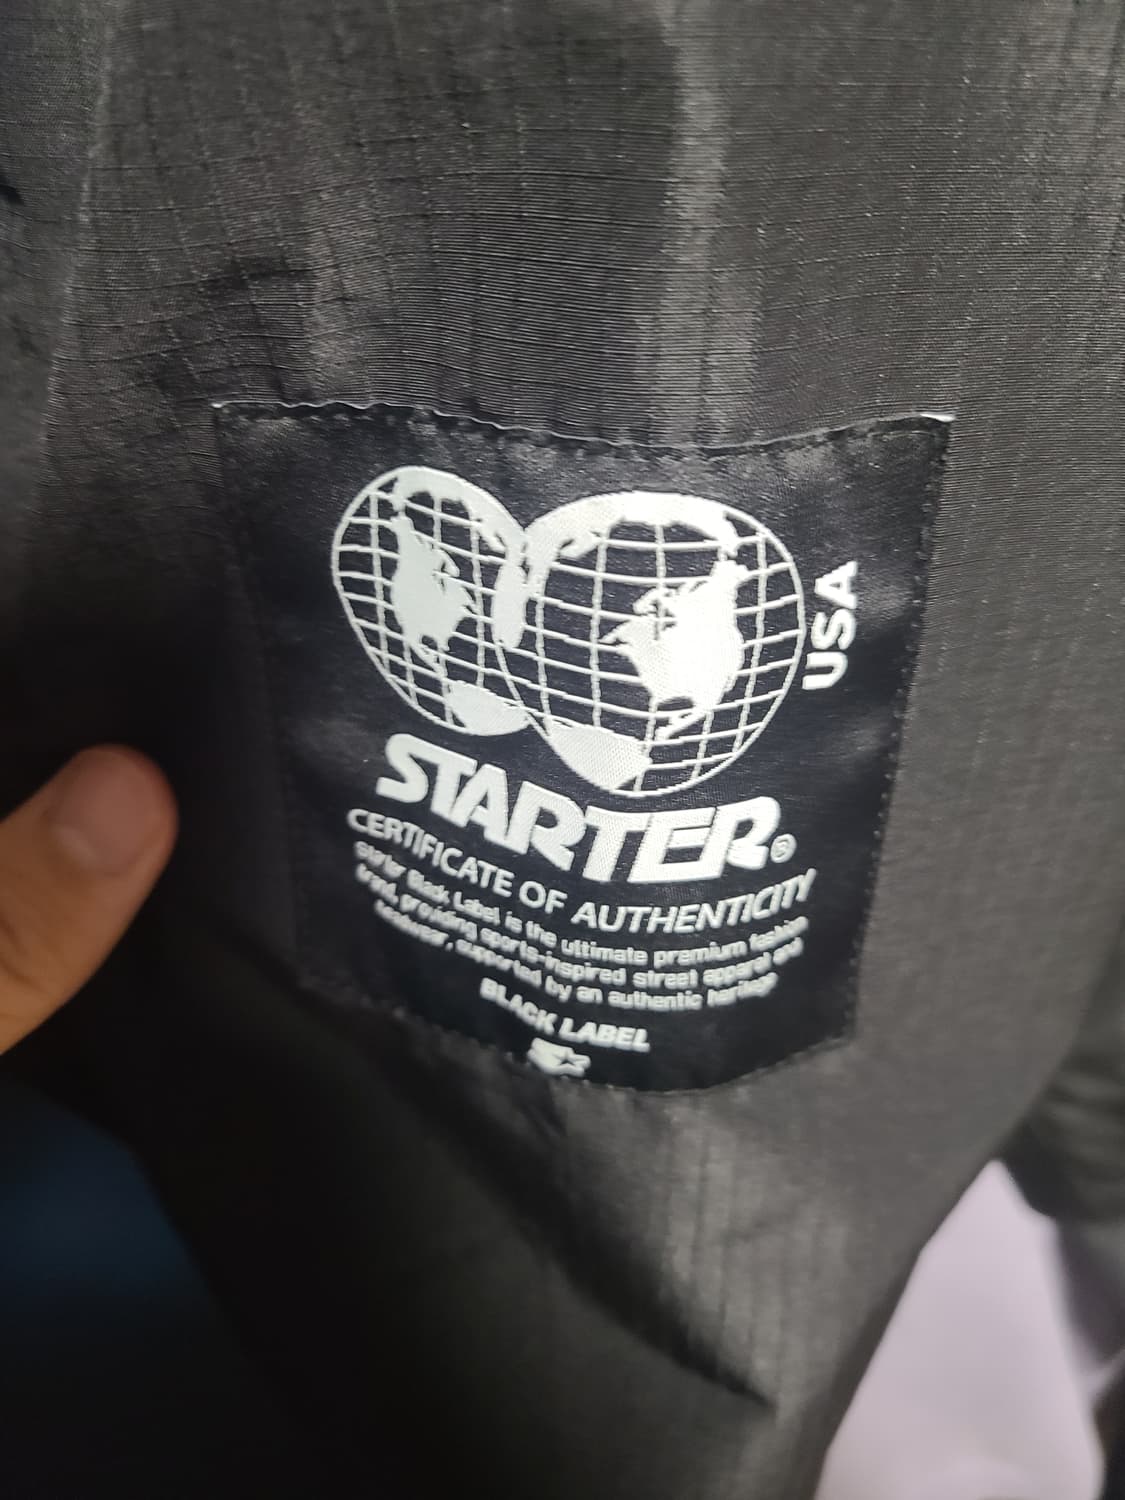 USA
STARTER®
CERTIFICATE OF AUTHENTICITY
Starter Black Label is the ultimate premium fashion
brand, providing sports-inspired street apparel and
headwear, supported by an authentic heritage
BLACK LABEL